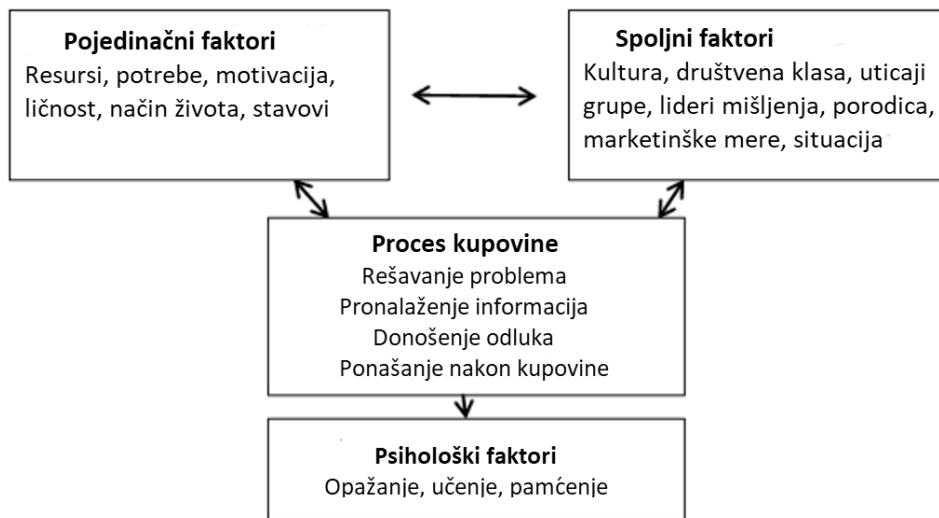 Pojedinačni faktori
Resursi, potrebe, motivacija,
ličnost, način života, stavovi
Spoljni faktori
Kultura, društvena klasa, uticaji
grupe, lideri mišljenja, porodica,
marketinške mere, situacija
Proces kupovine
Rešavanje problema
Pronalaženje informacija
Donošenje odluka
Ponašanje nakon kupovine
Psihološki faktori
Opažanje, učenje, pamćenje